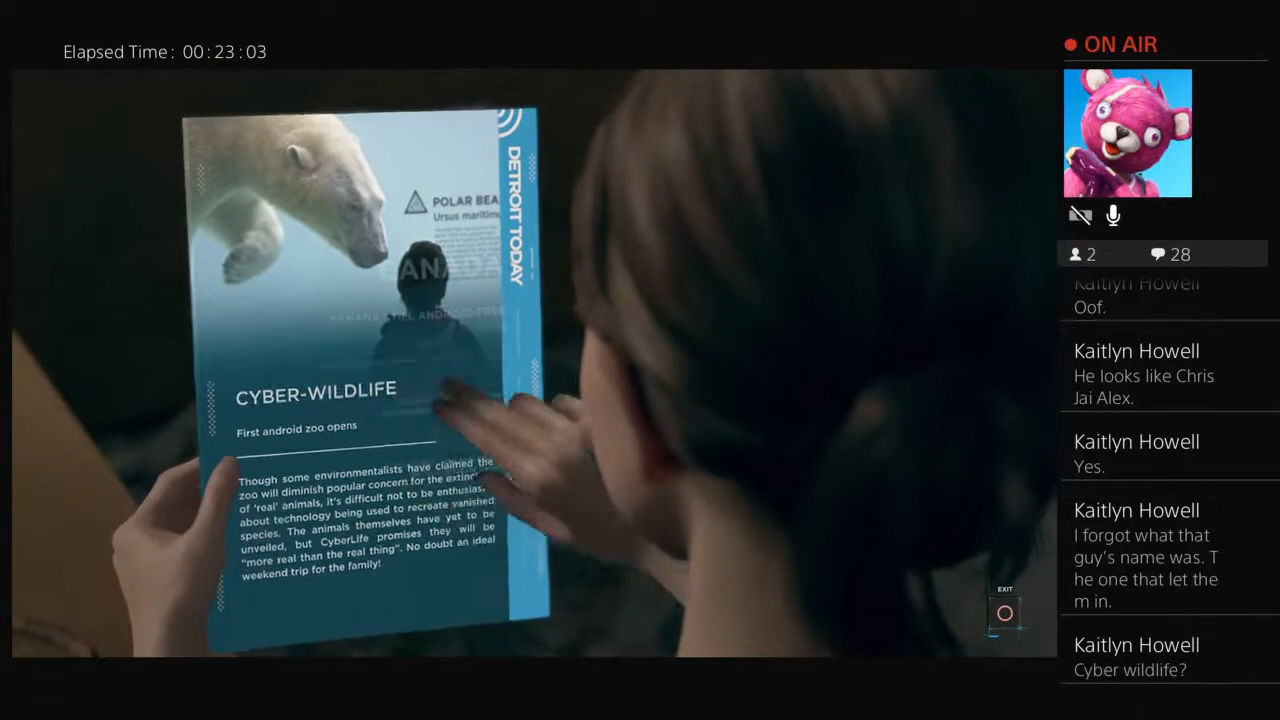 Elapsed Time: 00:23:03
ON AIR
2
28
POLAR BEA
Ursus maritim
CANADA
CANADA STILL ANDROID-FREE
DETROIT TODAY
CYBER-WILDLIFE
First android zoo opens
Though some environmentalists have claimed the
zoo will diminish popular concern for the extinc
of 'real' animals, it's difficult not to be enthusias
about technology being used to recreate vanished
species. The animals themselves have yet to be
unveiled, but CyberLife promises they will be
"more real than the real thing". No doubt an ideal
weekend trip for the family!
EXIT
Kaitlyn Howell
Oof.
Kaitlyn Howell
He looks like Chris
Jai Alex.
Kaitlyn Howell
Yes.
Kaitlyn Howell
I forgot what that
guy's name was. T
he one that let the
m in.
Kaitlyn Howell
Cyber wildlife?